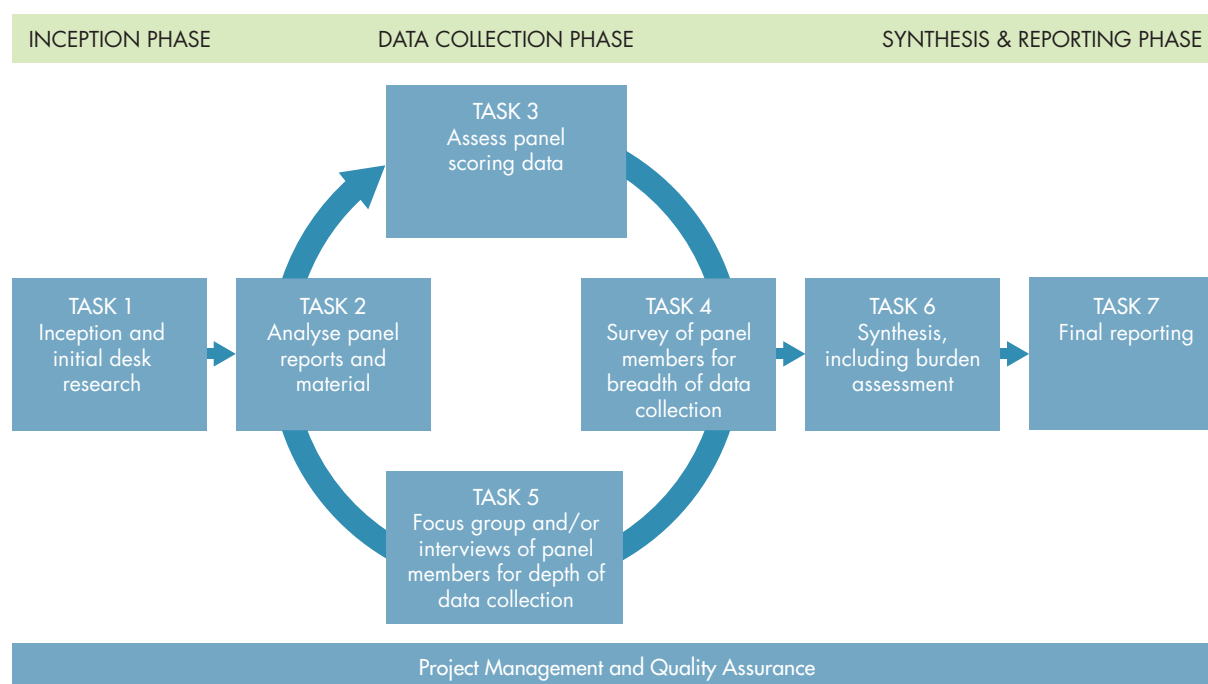 INCEPTION PHASE
DATA COLLECTION PHASE
SYNTHESIS & REPORTING PHASE
TASK 3
Assess panel
scoring data
TASK 1
Inception and
initial desk
research
TASK 2
Analyse panel
reports and
material
TASK 4
Survey of panel
members for
breadth of data
collection
TASK 6
Synthesis,
including burden
assessment
TASK 7
Final reporting
TASK 5
Focus group and/or
interviews of panel
members for depth of
data collection
Project Management and Quality Assurance